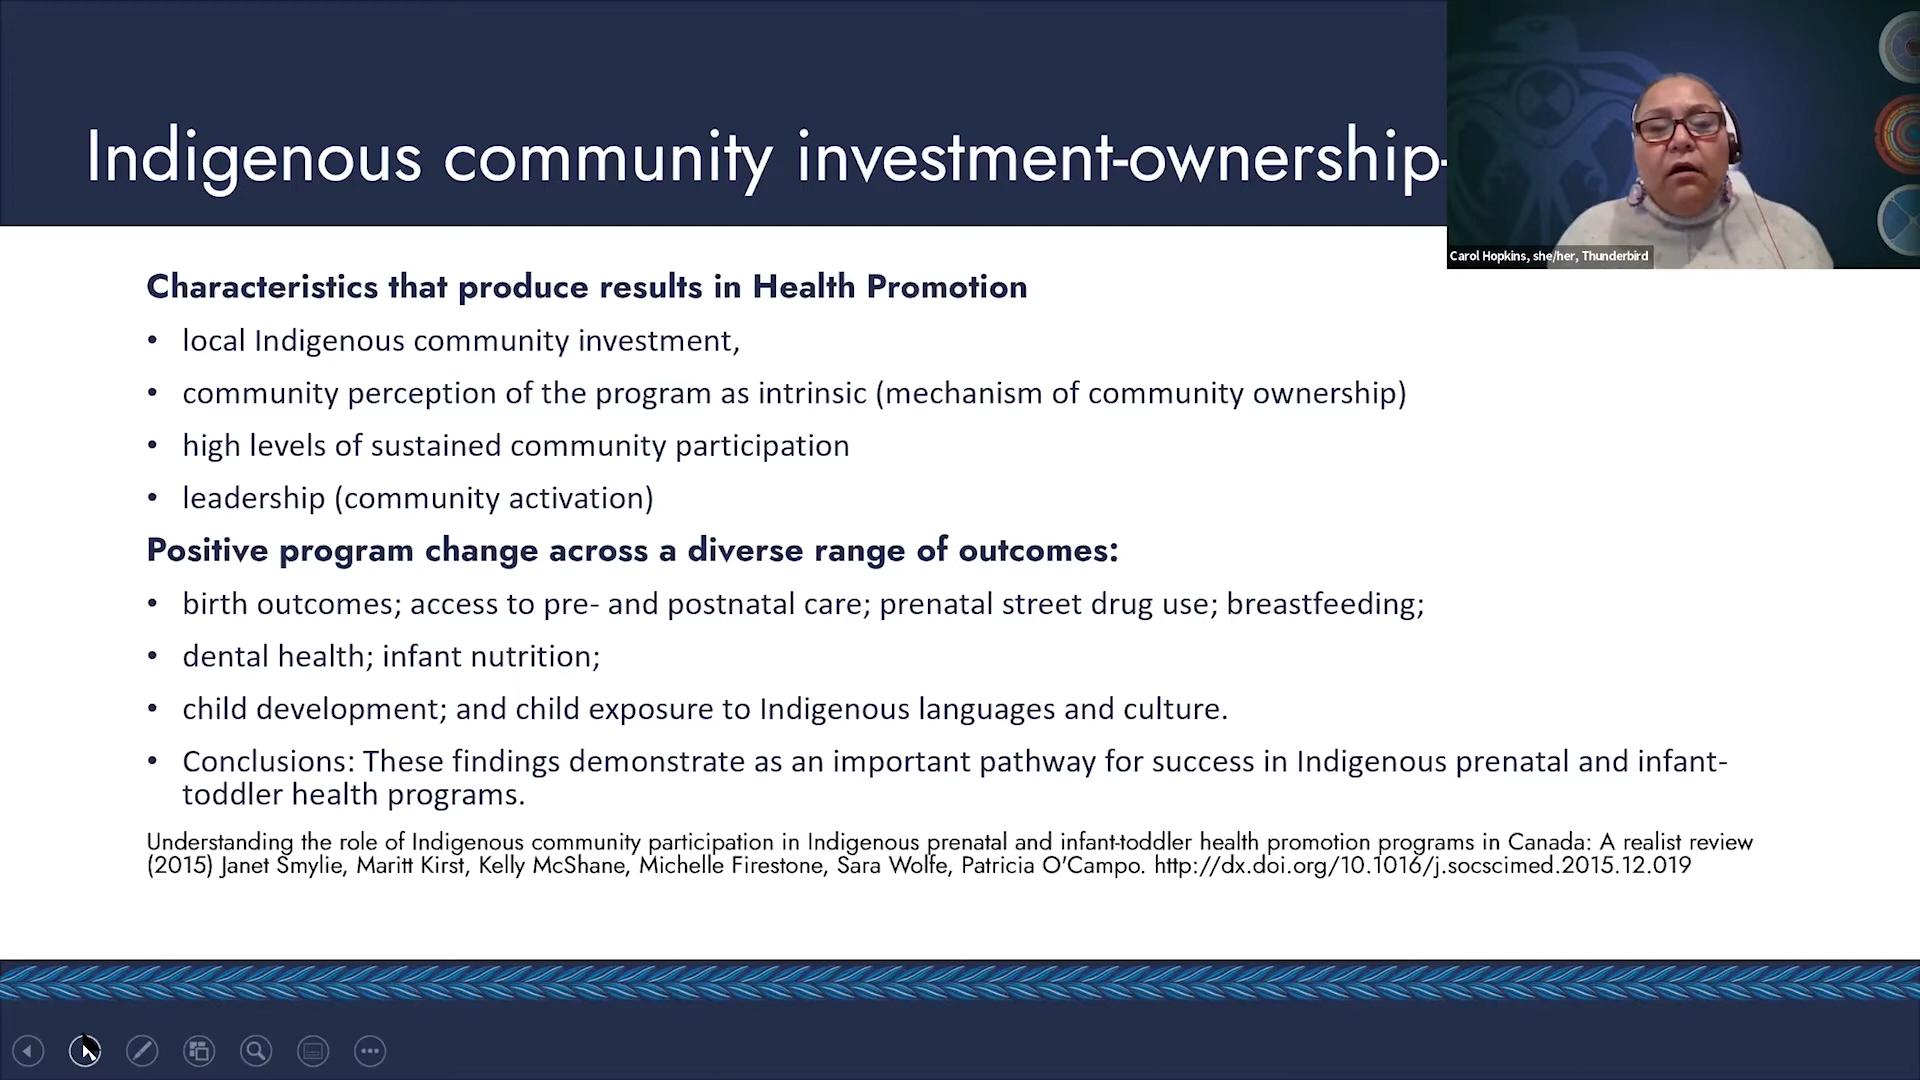 Indigenous community investment-ownership-
Carol Hopkins, she/her, Thunderbird
Characteristics that produce results in Health Promotion
• local Indigenous community investment,
• community perception of the program as intrinsic (mechanism of community ownership)
• high levels of sustained community participation
• leadership (community activation)
Positive program change across a diverse range of outcomes:
• birth outcomes; access to pre- and postnatal care; prenatal street drug use; breastfeeding;
• dental health; infant nutrition;
• child development; and child exposure to Indigenous languages and culture.
• Conclusions: These findings demonstrate as an important pathway for success in Indigenous prenatal and infant-
toddler health programs.
Understanding the role of Indigenous community participation in Indigenous prenatal and infant-toddler health promotion programs in Canada: A realist review
(2015) Janet Smylie, Maritt Kirst, Kelly McShane, Michelle Firestone, Sara Wolfe, Patricia O'Campo. http://dx.doi.org/10.1016/j.socscimed.2015.12.019